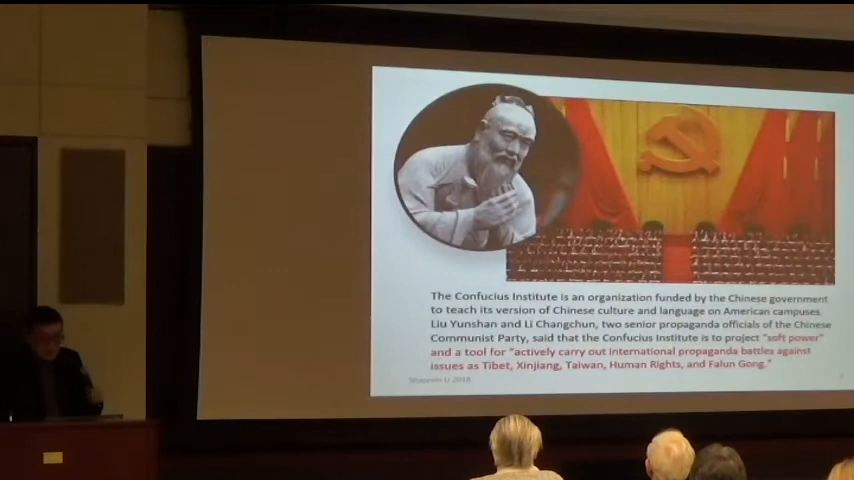 The Confucius Institute is an organization funded by the Chinese government
to teach its version of Chinese culture and language on American campuses.
Liu Yunshan and Li Changchun, two senior propaganda officials of the Chinese
Communist Party, said that the Confucius Institute is to project "soft power"
and a tool for "actively carry out international propaganda battles against
issues as Tibet, Xinjiang, Taiwan, Human Rights, and Falun Gong."
Li 2018